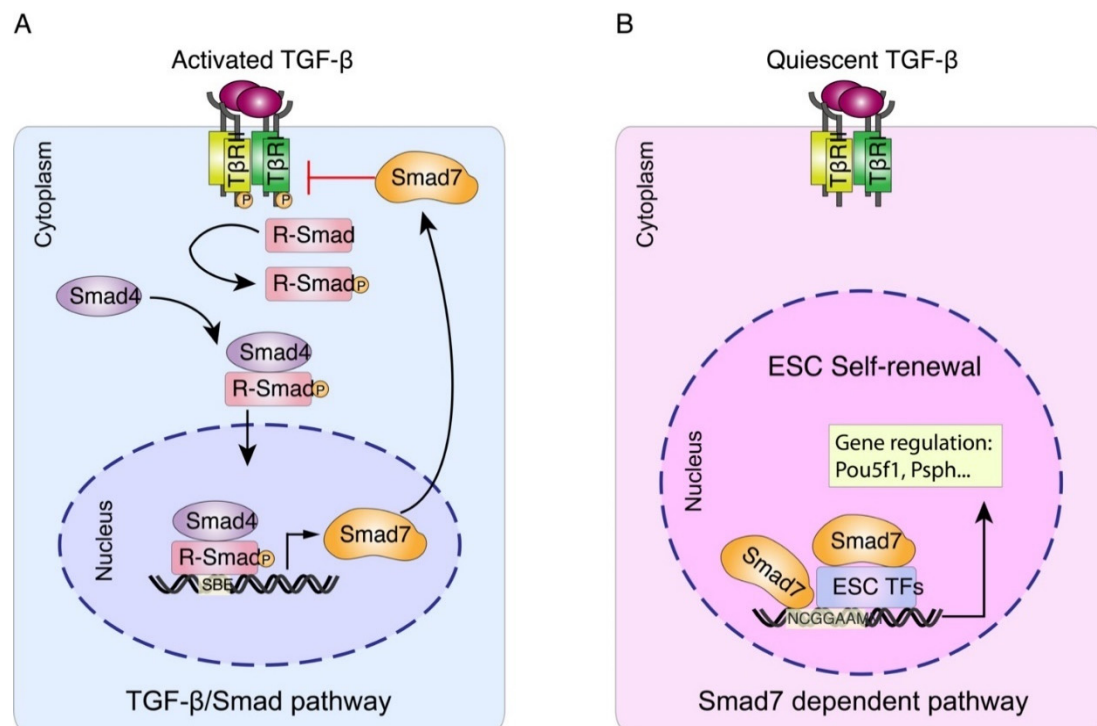 A
Activated TGF-β
Cytoplasm
TβRII
TβRI
P
P
Smad7
R-Smad
R-Smad P
Smad4
Smad4
R-Smad P
Nucleus
Smad4
R-Smad P
SBE
Smad7
TGF-β/Smad pathway
B
Quiescent TGF-β
Cytoplasm
TβRII
TβRI
ESC Self-renewal
Nucleus
Gene regulation:
Pou5f1, Psph...
Smad7
Smad7
ESC TFs
Smad7 dependent pathway